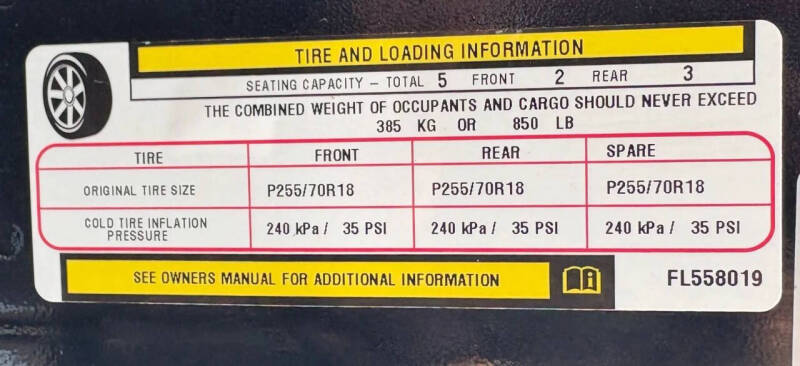 TIRE AND LOADING INFORMATION
SEATING CAPACITY – TOTAL 5 FRONT 2 REAR 3
THE COMBINED WEIGHT OF OCCUPANTS AND CARGO SHOULD NEVER EXCEED
385 KG OR 850 LB
TIRE FRONT REAR SPARE
ORIGINAL TIRE SIZE P255/70R18 P255/70R18 P255/70R18
COLD TIRE INFLATION
PRESSURE 240 kPa / 35 PSI 240 kPa / 35 PSI 240 kPa / 35 PSI
SEE OWNERS MANUAL FOR ADDITIONAL INFORMATION i FL558019